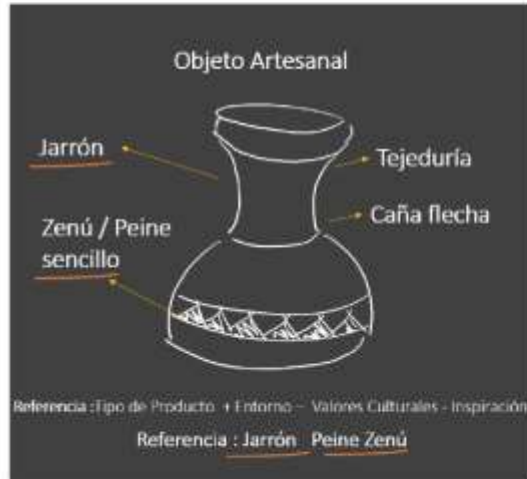 Objeto Artesanal
Jarrón
Tejeduría
Caña flecha
Zenú / Peine
sencillo
Referencia :Tipo de Producto + Entorno – Valores Culturales - Inspiración
Referencia : Jarrón Peine Zenú